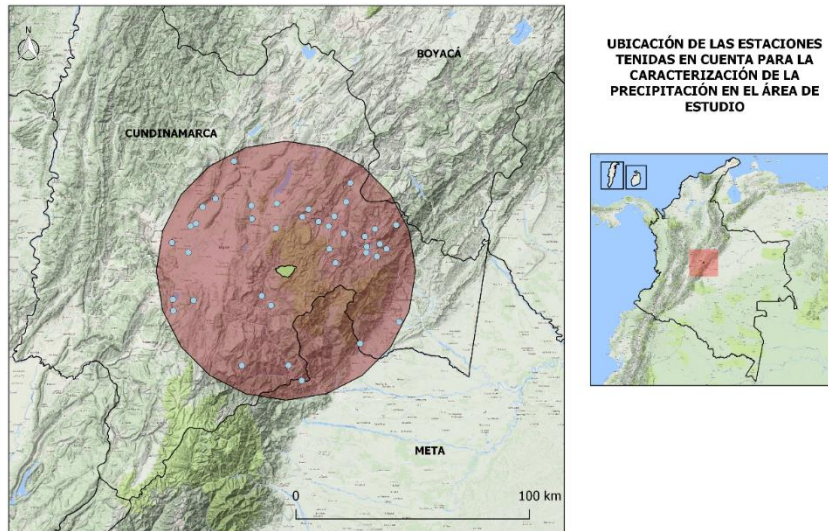 UBICACIÓN DE LAS ESTACIONES
TENIDAS EN CUENTA PARA LA
CARACTERIZACIÓN DE LA
PRECIPITACIÓN EN EL ÁREA DE
ESTUDIO
N
BOYACÁ
CUNDINAMARCA
META
0
100 km